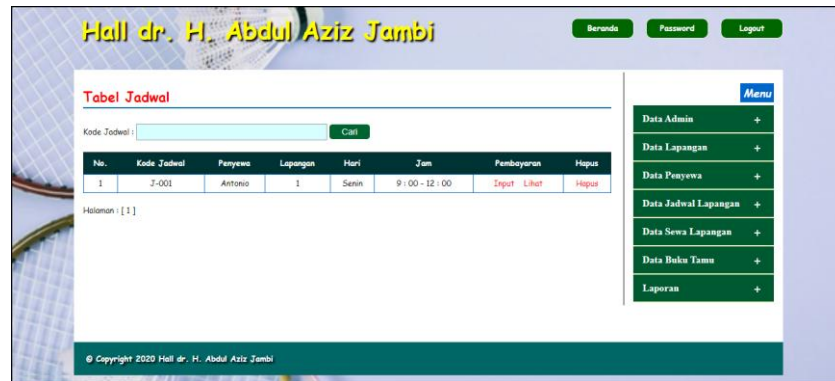 Hall dr. H. Abdul Aziz Jambi
Beranda Password Logout
Menu
Tabel Jadwal
Kode Jadwal : Cari
No. Kode Jadwal Penyewa Lapangan Hari Jam Pembayaran Hapus
1 J-001 Antonio 1 Senin 9 : 00 - 12 : 00 Input Lihat Hapus
Halaman : [ 1 ]
Data Admin +
Data Lapangan +
Data Penyewa +
Data Jadwal Lapangan +
Data Sewa Lapangan +
Data Buku Tamu +
Laporan +
@ Copyright 2020 Hall dr. H. Abdul Aziz Jambi